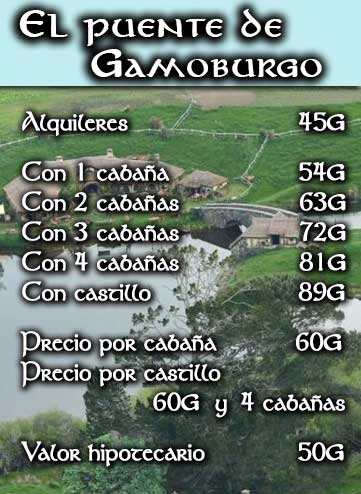 El puente de
Gamoburgo
Alquileres 45G
Con 1 cabaña 54G
Con 2 cabañas 63G
Con 3 cabañas 72G
Con 4 cabañas 81G
Con castillo 89G
Precio por cabaña 60G
Precio por castillo
60G y 4 cabañas
Valor hipotecario 50G